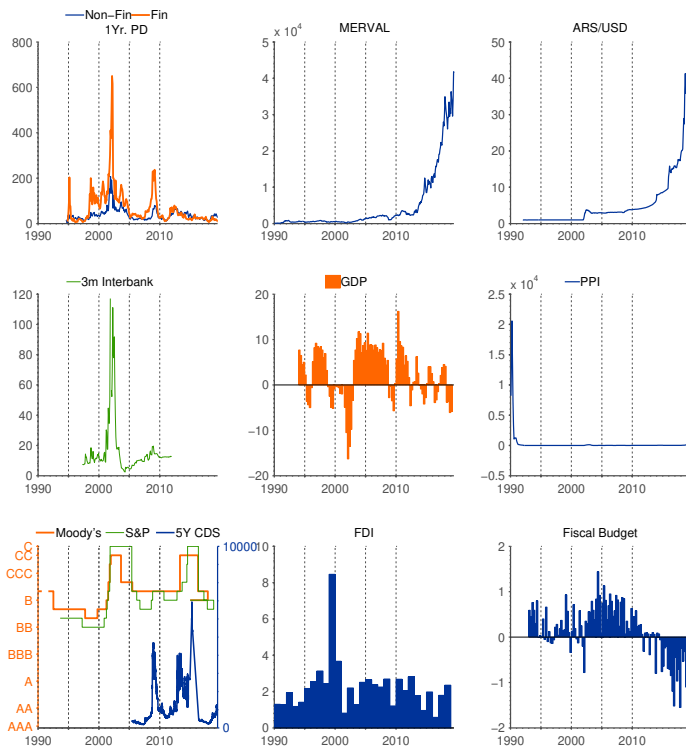 Non-Fin Fin
1Yr. PD
MERVAL
ARS/USD
800
600
400
200
0
1990 2000 2010
x 10^4
5
4
3
2
1
0
1990 2000 2010
50
40
30
20
10
0
1990 2000 2010
3m Interbank
GDP
PPI
120
100
80
60
40
20
0
1990 2000 2010
20
10
0
-10
-20
1990 2000 2010
x 10^4
2.5
2
1.5
1
0.5
0
-0.5
1990 2000 2010
Moody's S&P 5Y CDS
FDI
Fiscal Budget
C
CC
CCC
B
BB
BBB
A
AA
AAA
10000
0
1990 2000 2010
10
8
6
4
2
0
1990 2000 2010
2
1
0
-1
-2
1990 2000 2010